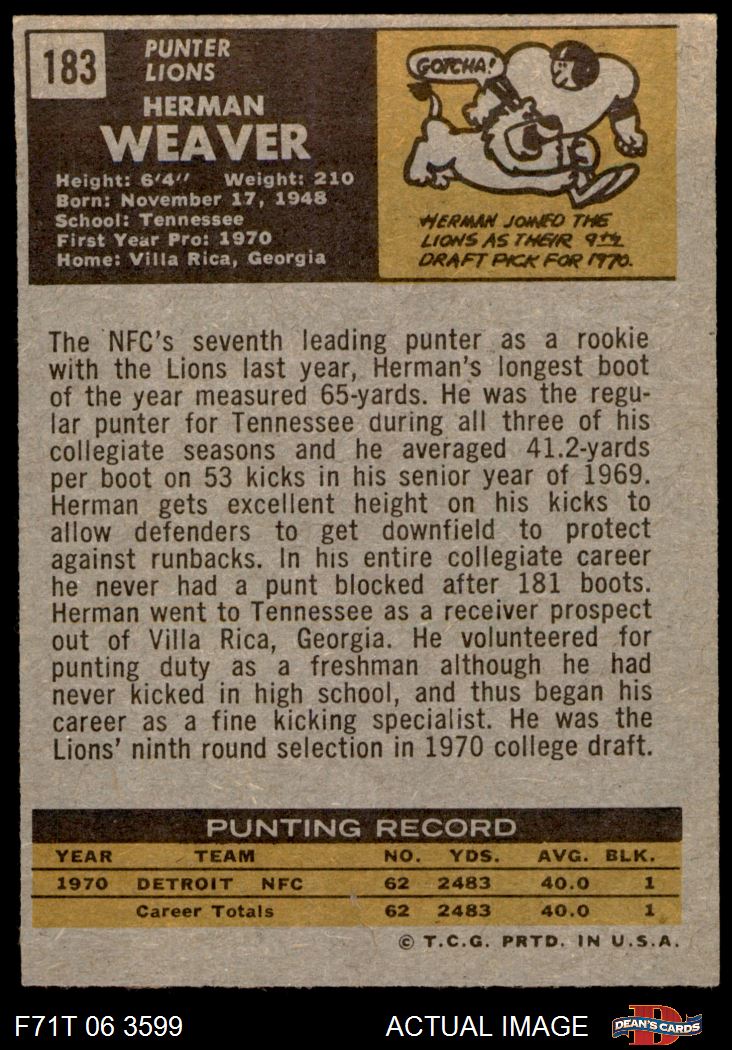 183
PUNTER
LIONS
HERMAN
WEAVER
Height: 6'4'' Weight: 210
Born: November 17, 1948
School: Tennessee
First Year Pro: 1970
Home: Villa Rica, Georgia
GOTCHA!
HERMAN JOINED THE
LIONS AS THEIR 9TH
DRAFT PICK FOR 1970.
The NFC's seventh leading punter as a rookie
with the Lions last year, Herman's longest boot
of the year measured 65-yards. He was the regu-
lar punter for Tennessee during all three of his
collegiate seasons and he averaged 41.2-yards
per boot on 53 kicks in his senior year of 1969.
Herman gets excellent height on his kicks to
allow defenders to get downfield to protect
against runbacks. In his entire collegiate career
he never had a punt blocked after 181 boots.
Herman went to Tennessee as a receiver prospect
out of Villa Rica, Georgia. He volunteered for
punting duty as a freshman although he had
never kicked in high school, and thus began his
career as a fine kicking specialist. He was the
Lions' ninth round selection in 1970 college draft.
PUNTING RECORD
YEAR TEAM NO. YDS. AVG. BLK.
1970 DETROIT NFC 62 2483 40.0 1
Career Totals 62 2483 40.0 1
© T.C.G. PRTD. IN U.S.A.
F71T 06 3599 ACTUAL IMAGE
D
DEAN'S CARDS